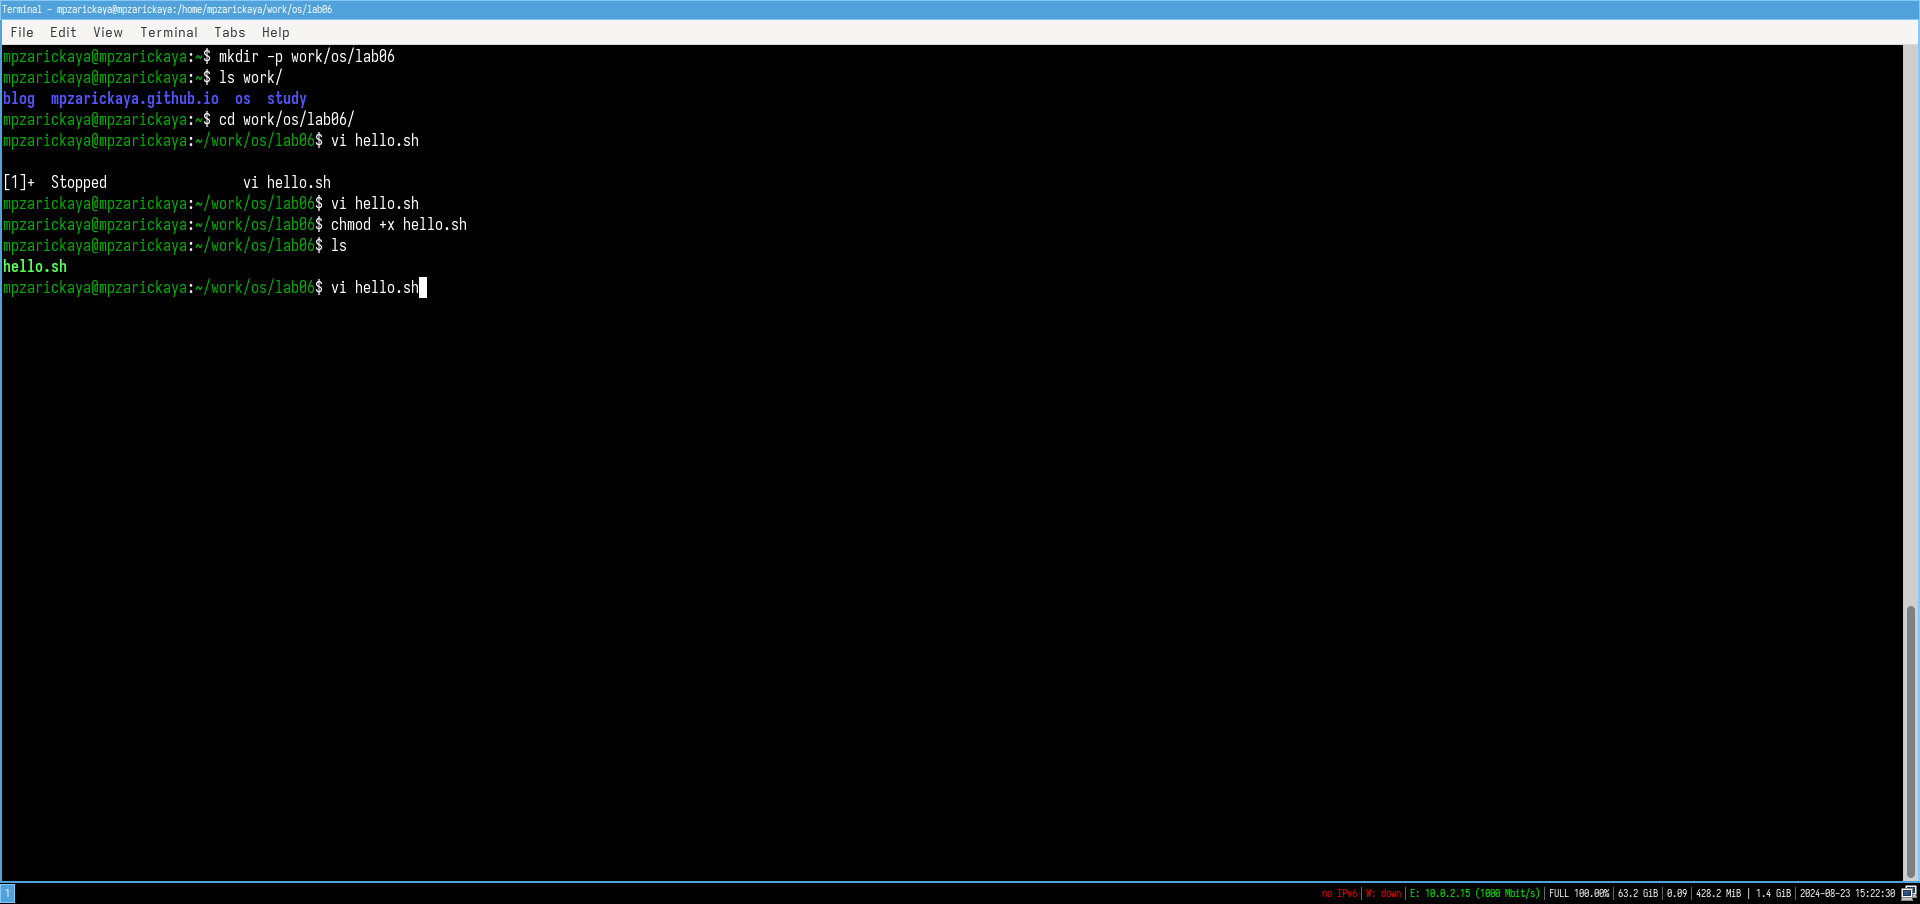 Terminal - mpzarickaya@mpzarickaya:/home/mpzarickaya/work/os/lab06
File Edit View Terminal Tabs Help
mpzarickaya@mpzarickaya:~$ mkdir -p work/os/lab06
mpzarickaya@mpzarickaya:~$ ls work/
blog  mpzarickaya.github.io  os  study
mpzarickaya@mpzarickaya:~$ cd work/os/lab06/
mpzarickaya@mpzarickaya:~/work/os/lab06$ vi hello.sh
[1]+  Stopped                 vi hello.sh
mpzarickaya@mpzarickaya:~/work/os/lab06$ vi hello.sh
mpzarickaya@mpzarickaya:~/work/os/lab06$ chmod +x hello.sh
mpzarickaya@mpzarickaya:~/work/os/lab06$ ls
hello.sh
mpzarickaya@mpzarickaya:~/work/os/lab06$ vi hello.sh
1 no IPv6|W: down|E: 10.0.2.15 (1000 Mbit/s)|FULL 100.00%|63.2 GiB|0.09|428.2 MiB | 1.4 GiB|2024-08-23 15:22:30